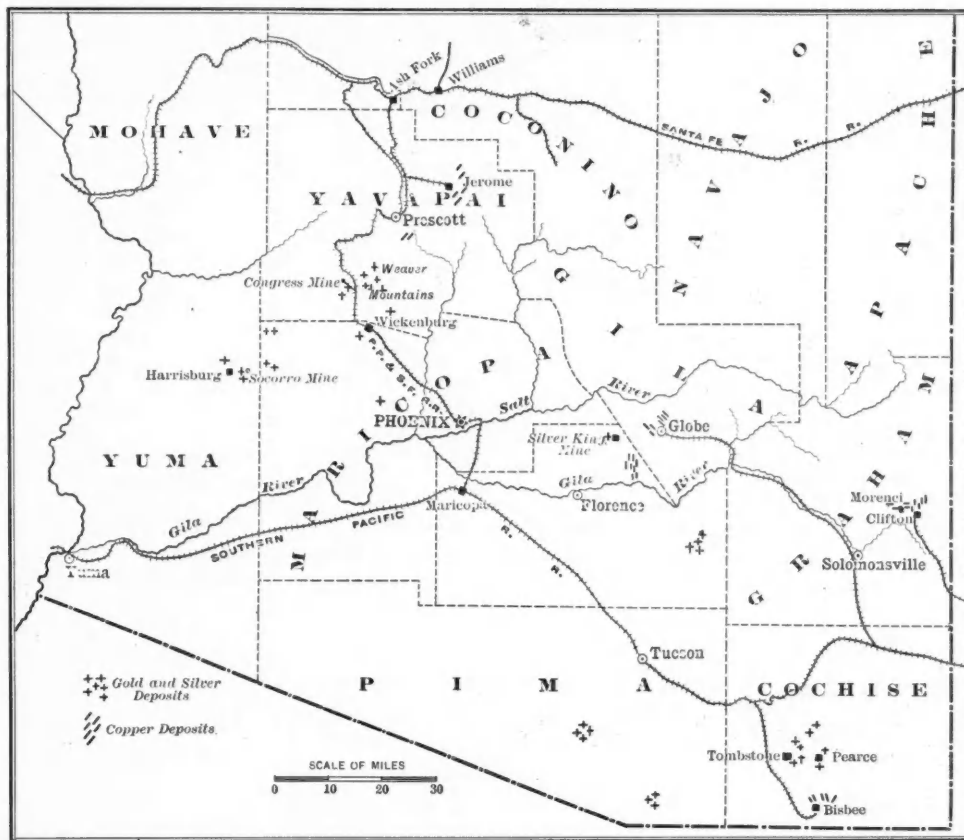 Ash Fork
Williams
MOHAVE
COCONINO
NAVAJO
APACHE
SANTA FE R. R.
Jerome
YAVAPAI
Prescott
Weaver
Mountains
Congress Mine
Wickenburg
P. P. & S. F. R. R.
Harrisburg
Socorro Mine
MARICOPA
GILA
PHOENIX
Salt River
Globe
GRAHAM
Silver King
Mine
YUMA
Gila River
Gila River
Florence
Maricopa
Morenci
Clifton
SOUTHERN PACIFIC R. R.
Solomonsville
Yuma
Tucson
PIMA
COCHISE
Gold and Silver
Deposits
Copper Deposits.
Tombstone
Pearce
Bisbee
SCALE OF MILES
0 10 20 30